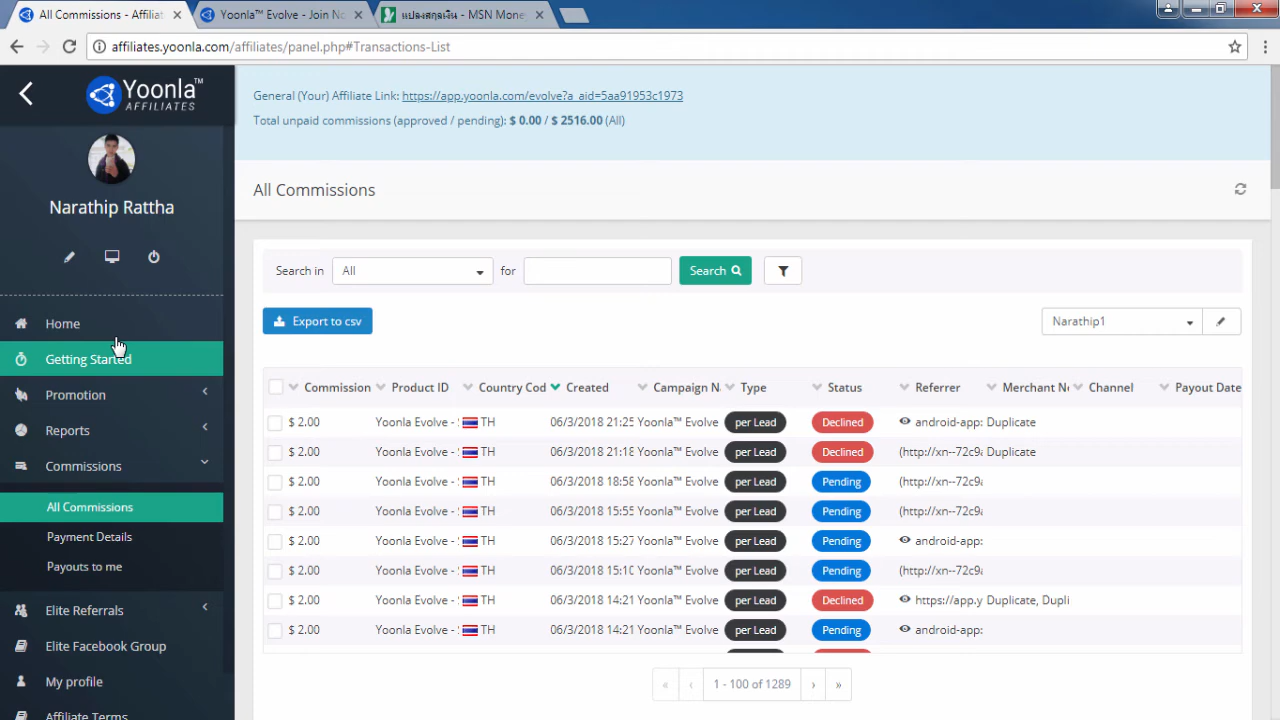 All Commissions - Affiliat
Yoonla™ Evolve - Join No
แปลงสกุลเงิน - MSN Mone
affiliates.yoonla.com/affiliates/panel.php#Transactions-List
Yoonla™
AFFILIATES
Narathip Rattha
Home
Getting Started
Promotion
Reports
Commissions
All Commissions
Payment Details
Payouts to me
Elite Referrals
Elite Facebook Group
My profile
Affiliate Terms
General (Your) Affiliate Link: https://app.yoonla.com/evolve?a_aid=5aa91953c1973
Total unpaid commissions (approved / pending): $ 0.00 / $ 2516.00 (All)
All Commissions
Search in All for Search
Export to csv Narathip1
Commission Product ID Country Cod Created Campaign N. Type Status Referrer Merchant No Channel Payout Date
$ 2.00 Yoonla Evolve - TH 06/3/2018 21:25 Yoonla™ Evolve per Lead Declined android-app: Duplicate
$ 2.00 Yoonla Evolve - TH 06/3/2018 21:18 Yoonla™ Evolve per Lead Declined (http://xn--72c9 Duplicate
$ 2.00 Yoonla Evolve - TH 06/3/2018 18:58 Yoonla™ Evolve per Lead Pending (http://xn--72c9
$ 2.00 Yoonla Evolve - TH 06/3/2018 15:55 Yoonla™ Evolve per Lead Pending (http://xn--72c9
$ 2.00 Yoonla Evolve - TH 06/3/2018 15:27 Yoonla™ Evolve per Lead Pending android-app:
$ 2.00 Yoonla Evolve - TH 06/3/2018 15:10 Yoonla™ Evolve per Lead Pending (http://xn--72c9
$ 2.00 Yoonla Evolve - TH 06/3/2018 14:21 Yoonla™ Evolve per Lead Declined https://app.y Duplicate, Dupli
$ 2.00 Yoonla Evolve - TH 06/3/2018 14:21 Yoonla™ Evolve per Lead Pending android-app:
« ‹ 1 - 100 of 1289 › »